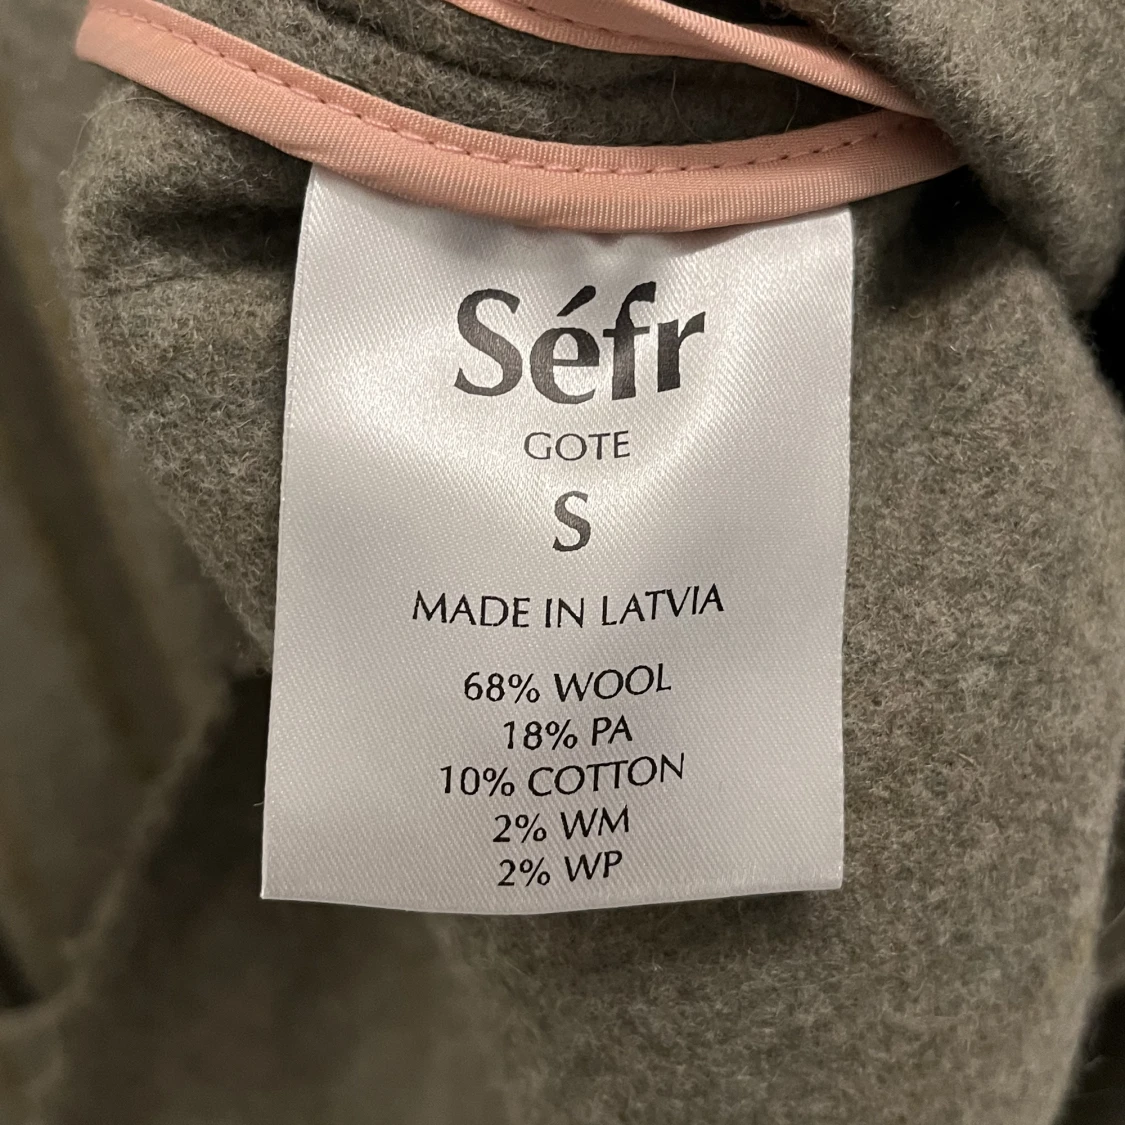 Séfr
GOTE
S
MADE IN LATVIA
68% WOOL
18% PA
10% COTTON
2% WM
2% WP